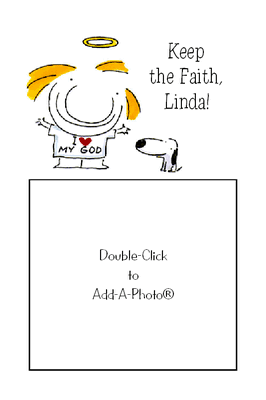 Keep
the Faith,
Linda!
I ♥
MY GOD
Double-Click
to
Add-A-Photo®